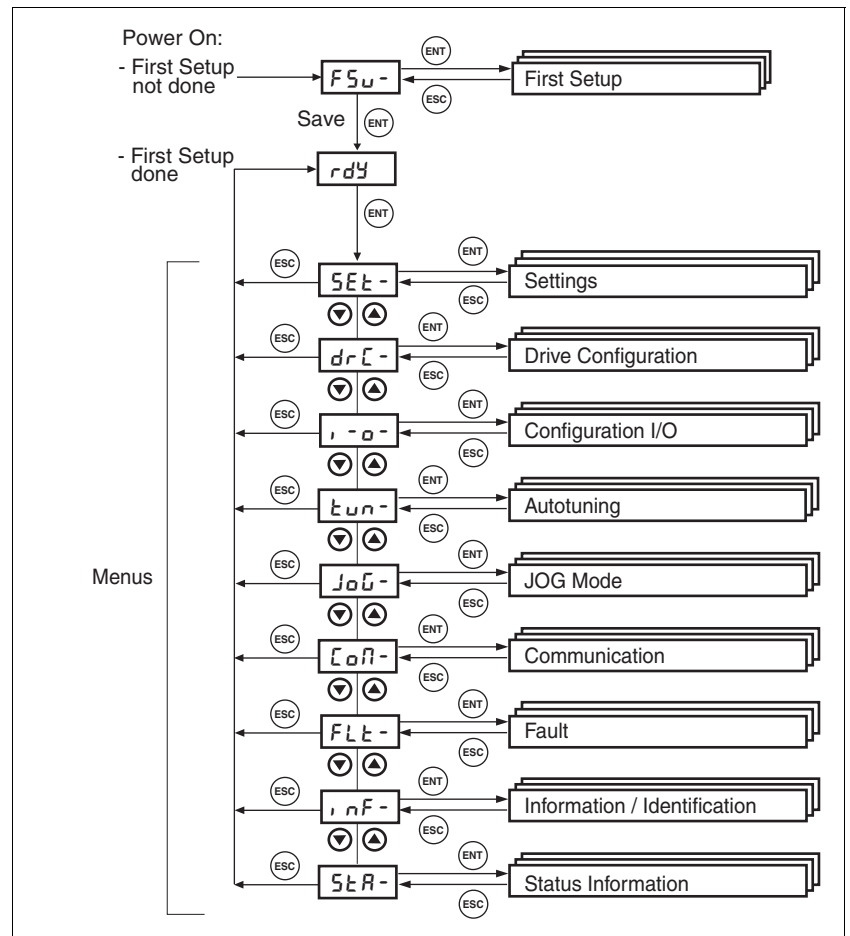 Power On:
- First Setup
not done
FSu-
ENT
ESC
First Setup
Save
ENT
- First Setup
done
rdY
ENT
Menus
ESC
SEt-
ENT
ESC
Settings
ESC
drC-
ENT
ESC
Drive Configuration
ESC
i-o-
ENT
ESC
Configuration I/O
ESC
tun-
ENT
ESC
Autotuning
ESC
JoG-
ENT
ESC
JOG Mode
ESC
CoM-
ENT
ESC
Communication
ESC
FLt-
ENT
ESC
Fault
ESC
inF-
ENT
ESC
Information / Identification
ESC
StA-
ENT
ESC
Status Information